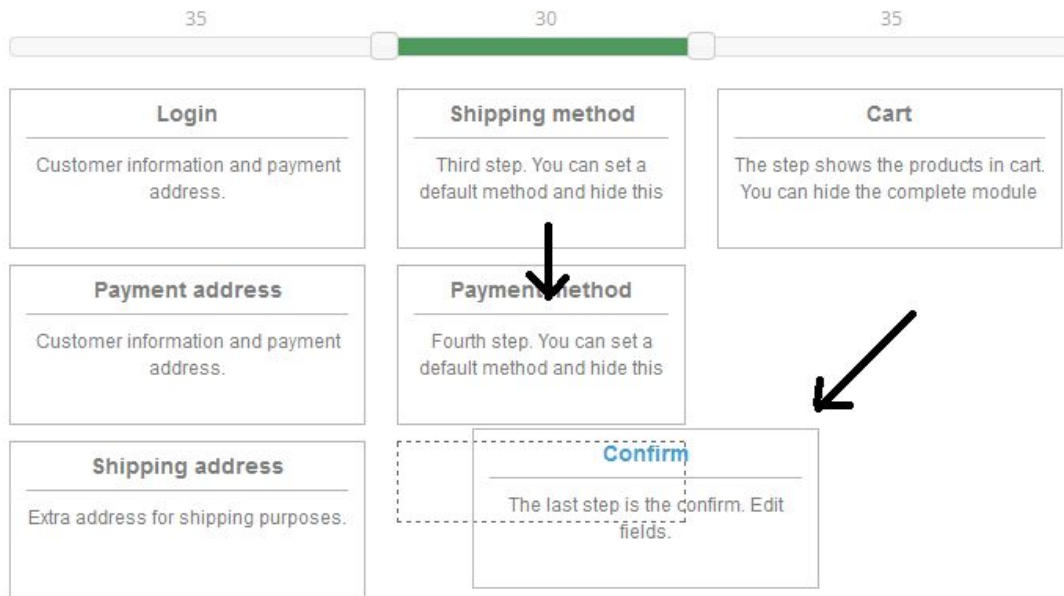 35 30 35
Login
Customer information and payment
address.
Shipping method
Third step. You can set a
default method and hide this
Cart
The step shows the products in cart.
You can hide the complete module
Payment address
Customer information and payment
address.
Payment method
Fourth step. You can set a
default method and hide this
Shipping address
Extra address for shipping purposes.
Confirm
The last step is the confirm. Edit
fields.